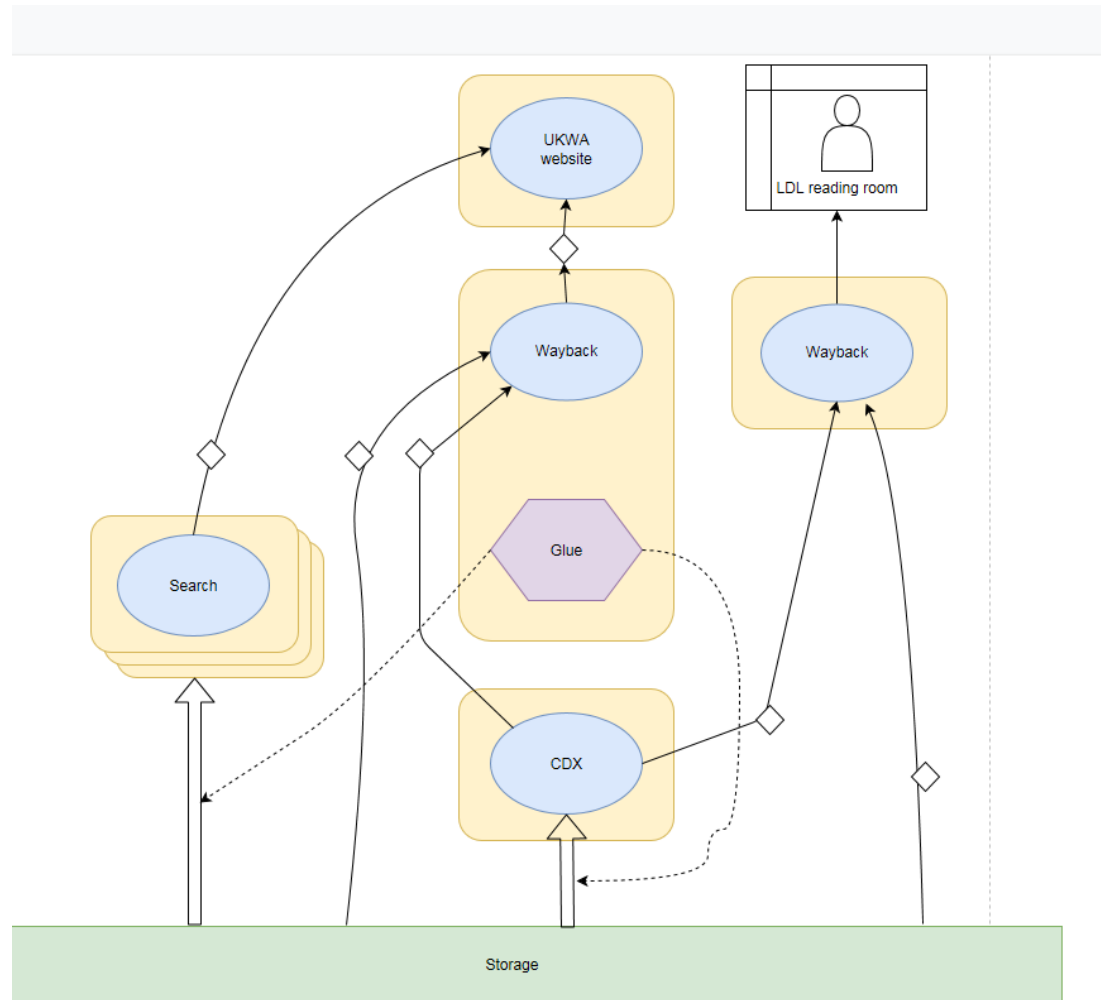 UKWA
website
LDL reading room
Wayback
Wayback
Glue
Search
CDX
Storage